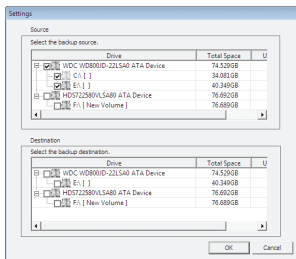 Settings
Source
Select the backup source.
Drive Total Space U
WDC WD800JD-22LSA0 ATA Device 74.529GB
C:\ [ ] 34.081GB
E:\ [ ] 40.349GB
HDS722580VLSA80 ATA Device 76.692GB
F:\ [ New Volume ] 76.689GB
Destination
Select the backup destination.
Drive Total Space U
WDC WD800JD-22LSA0 ATA Device 74.529GB
E:\ [ ] 40.349GB
HDS722580VLSA80 ATA Device 76.692GB
F:\ [ New Volume ] 76.689GB
OK Cancel